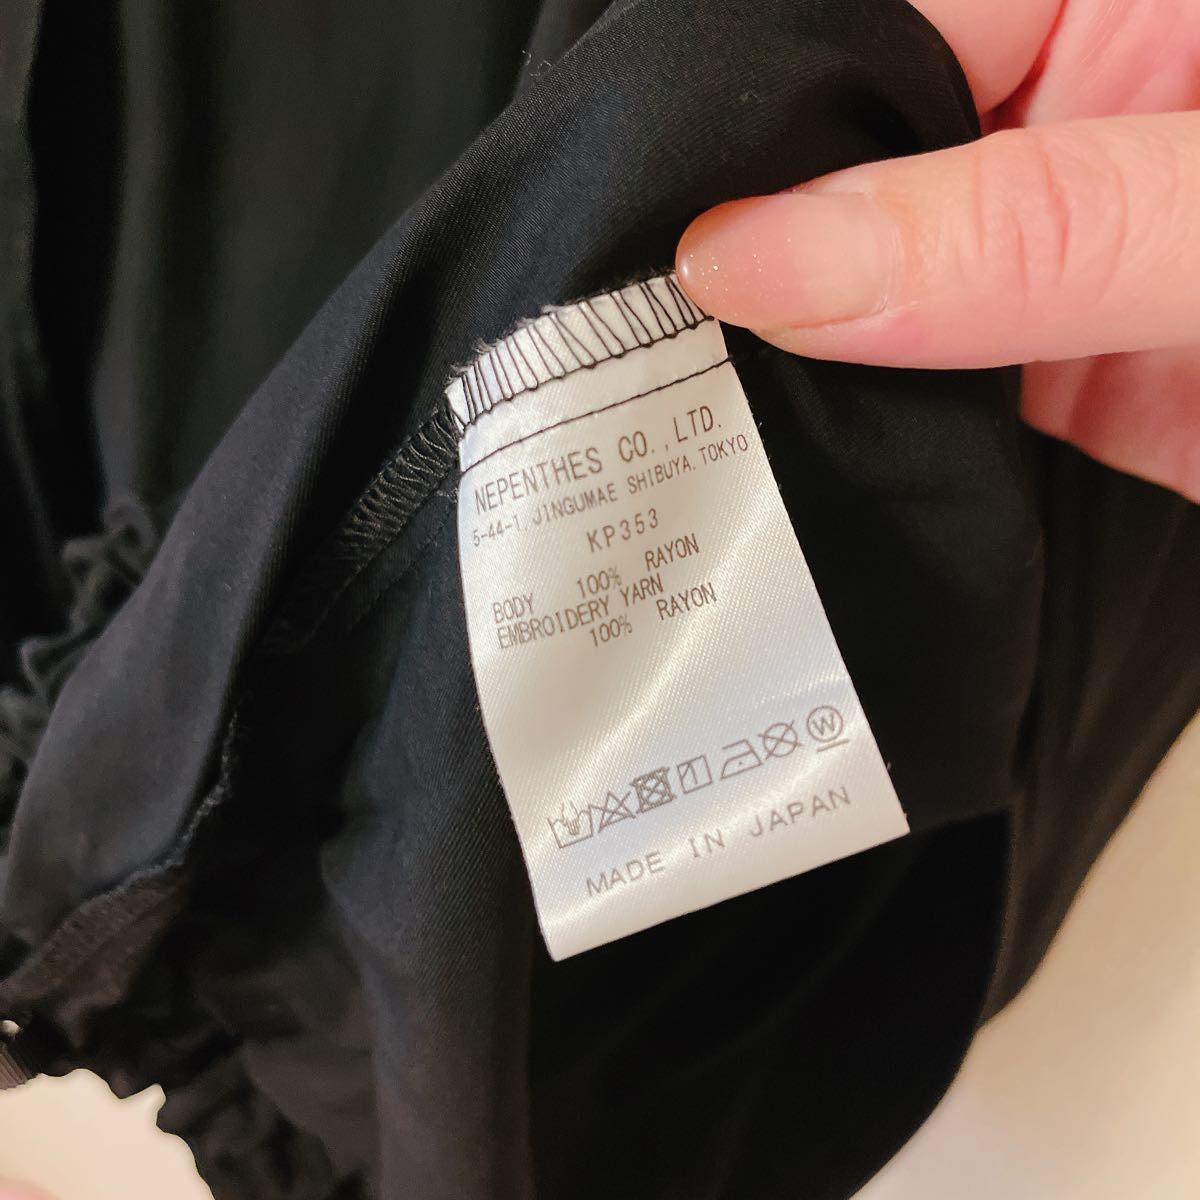 NEPENTHES CO.,LTD.
5-44-1, JINGUMAE SHIBUYA, TOKYO
KP353
BODY 100% RAYON
EMBROIDERY YARN
100% RAYON
W
MADE IN JAPAN